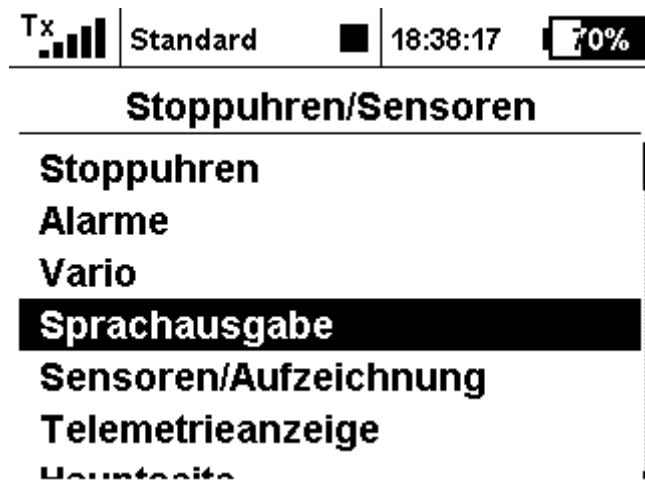 Tx Standard 18:38:17 70%
Stoppuhren/Sensoren
Stoppuhren
Alarme
Vario
Sprachausgabe
Sensoren/Aufzeichnung
Telemetrieanzeige